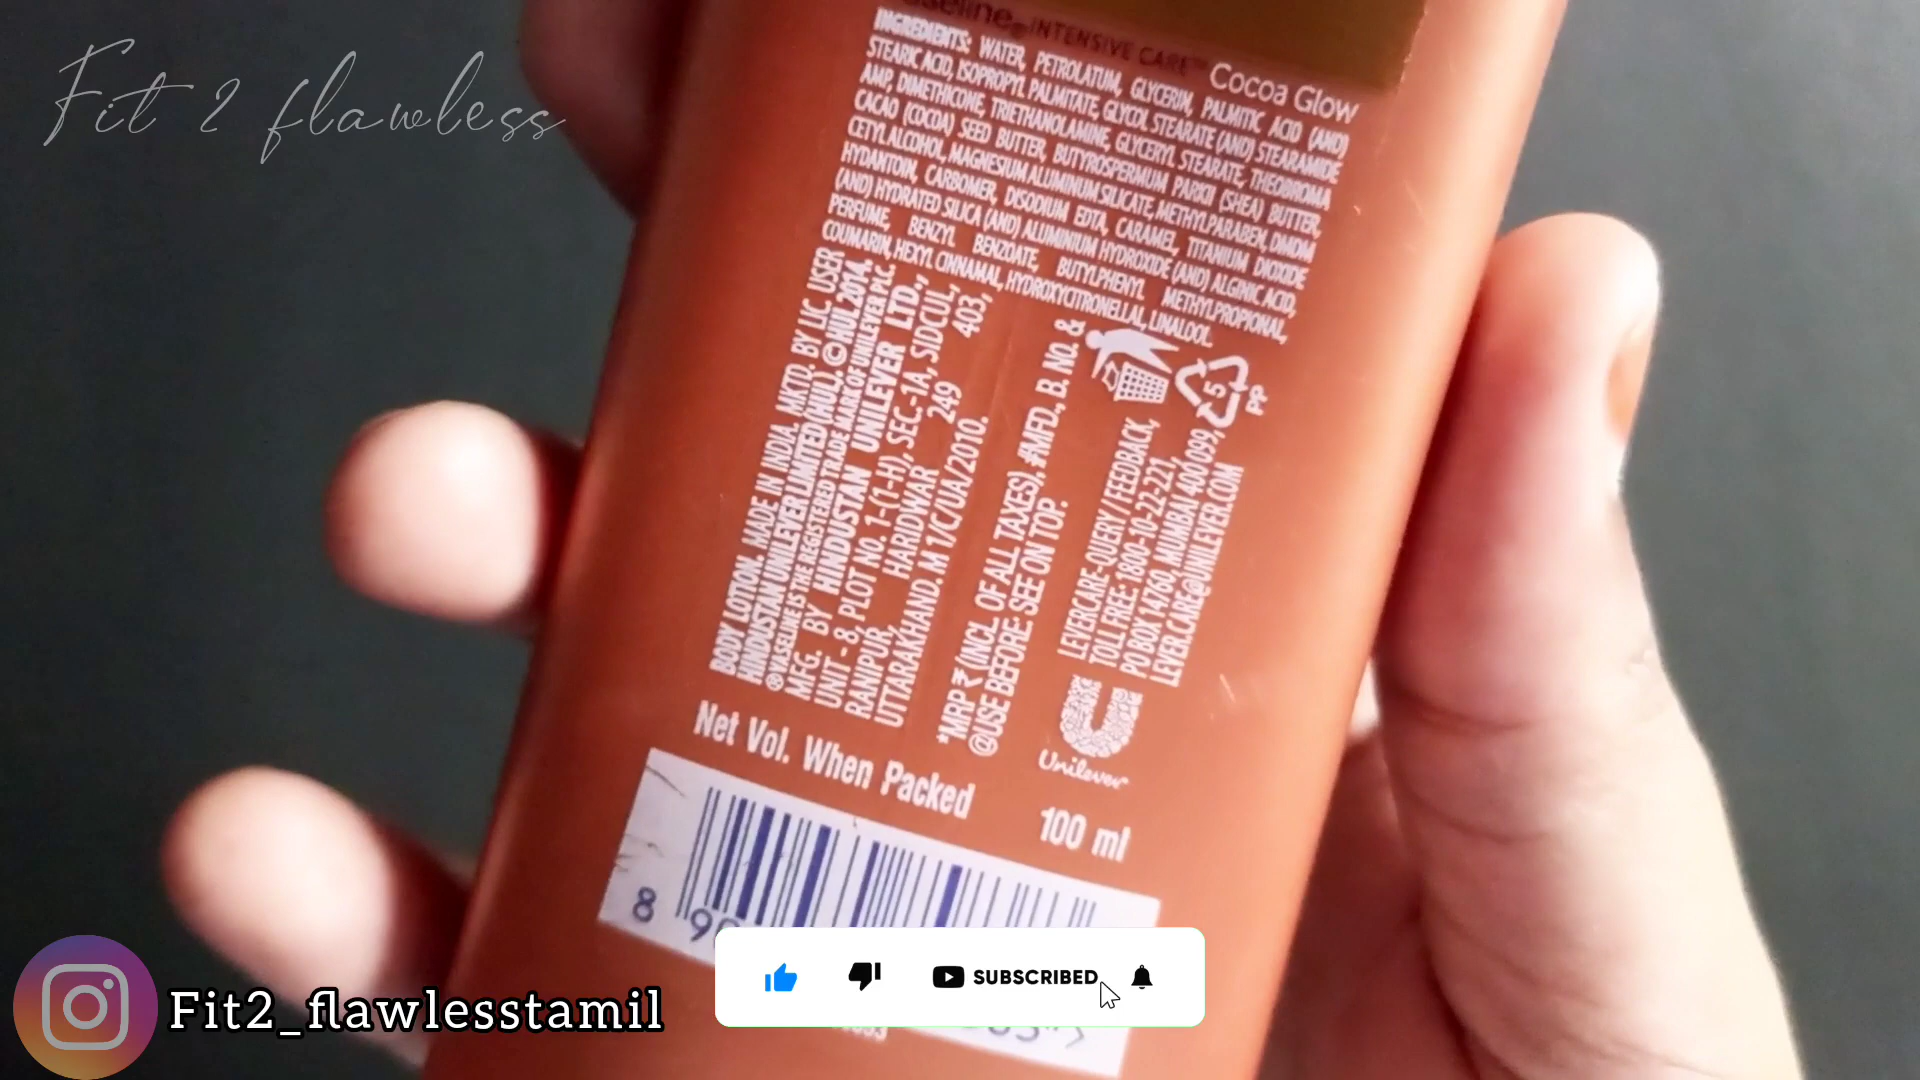 Fit 2 flawless
Vaseline® INTENSIVE CARE™ Cocoa Glow
INGREDIENTS: WATER, PETROLATUM, GLYCERIN, PALMITIC ACID (AND)
STEARIC ACID, ISOPROPYL PALMITATE, GLYCOL STEARATE (AND) STEARAMIDE
AMP, DIMETHICONE, TRIETHANOLAMINE, GLYCERYL STEARATE, THEOBROMA
CACAO (COCOA) SEED BUTTER, BUTYROSPERMUM PARKII (SHEA) BUTTER,
CETYL ALCOHOL, MAGNESIUM ALUMINUM SILICATE, METHYLPARABEN, DMDM
HYDANTOIN, CARBOMER, DISODIUM EDTA, CARAMEL, TITANIUM DIOXIDE
(AND) HYDRATED SILICA (AND) ALUMINIUM HYDROXIDE (AND) ALGINIC ACID,
PERFUME, BENZYL BENZOATE, BUTYLPHENYL METHYLPROPIONAL,
COUMARIN, HEXYL CINNAMAL, HYDROXYCITRONELLAL, LINALOOL.
BODY LOTION. MADE IN INDIA. MKTD. BY LIC. USER
HINDUSTAN UNILEVER LIMITED (HUL). © HUL 2014.
® VASELINE IS THE REGISTERED TRADE MARK OF UNILEVER PLC.
MFG. BY HINDUSTAN UNILEVER LTD.,
UNIT - 8, PLOT NO. 1-(1-H), SEC-1A, SIDCUL,
RANIPUR, HARIDWAR 249 403,
UTTARAKHAND. M 1/C/UA/2010.
*MRP ₹ (INCL. OF ALL TAXES), #MFD., B. No. &
@USE BEFORE: SEE ON TOP.
LEVERCARE-QUERY / FEEDBACK,
TOLL FREE: 1800-10-22-221,
PO BOX 14760, MUMBAI 400 099,
LEVER.CARE@UNILEVER.COM
5
PP
Unilever
Net Vol. When Packed 100 ml
8 90
SUBSCRIBED
Fit2_flawlesstamil